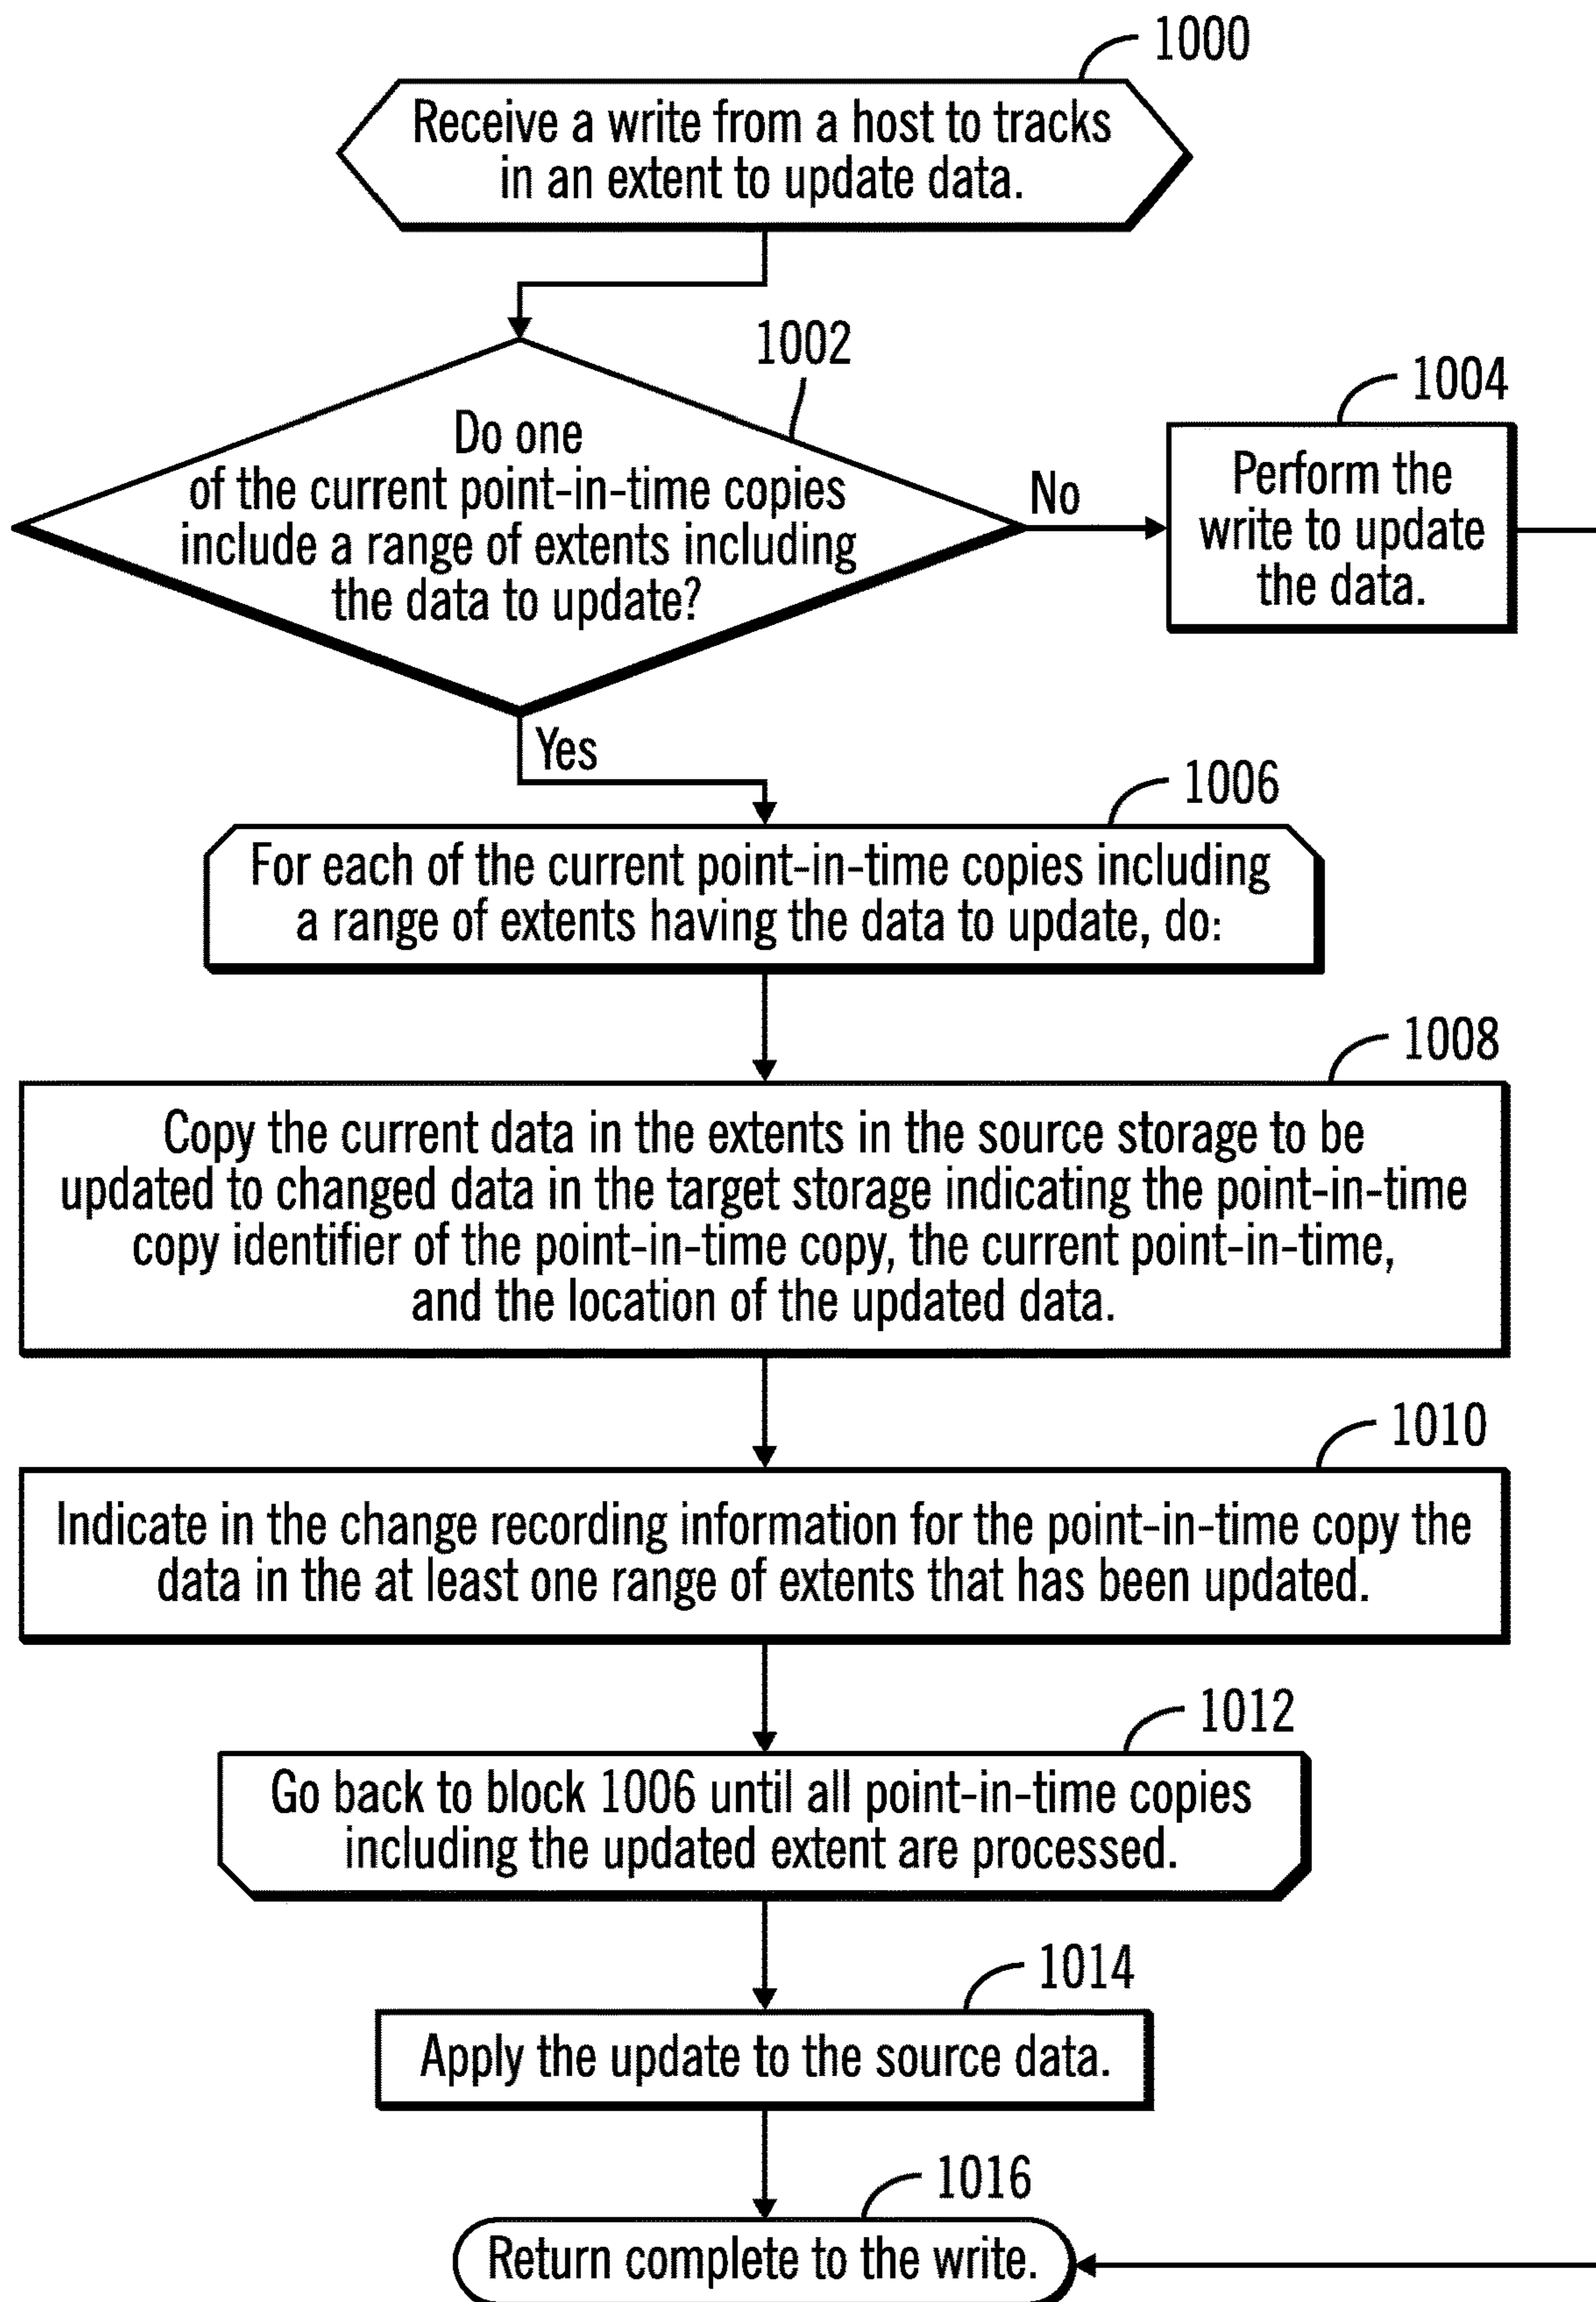 1000
Receive a write from a host to tracks
in an extent to update data.
1002
Do one
of the current point-in-time copies
include a range of extents including
the data to update?
No
1004
Perform the
write to update
the data.
Yes
1006
For each of the current point-in-time copies including
a range of extents having the data to update, do:
1008
Copy the current data in the extents in the source storage to be
updated to changed data in the target storage indicating the point-in-time
copy identifier of the point-in-time copy, the current point-in-time,
and the location of the updated data.
1010
Indicate in the change recording information for the point-in-time copy the
data in the at least one range of extents that has been updated.
1012
Go back to block 1006 until all point-in-time copies
including the updated extent are processed.
1014
Apply the update to the source data.
1016
Return complete to the write.